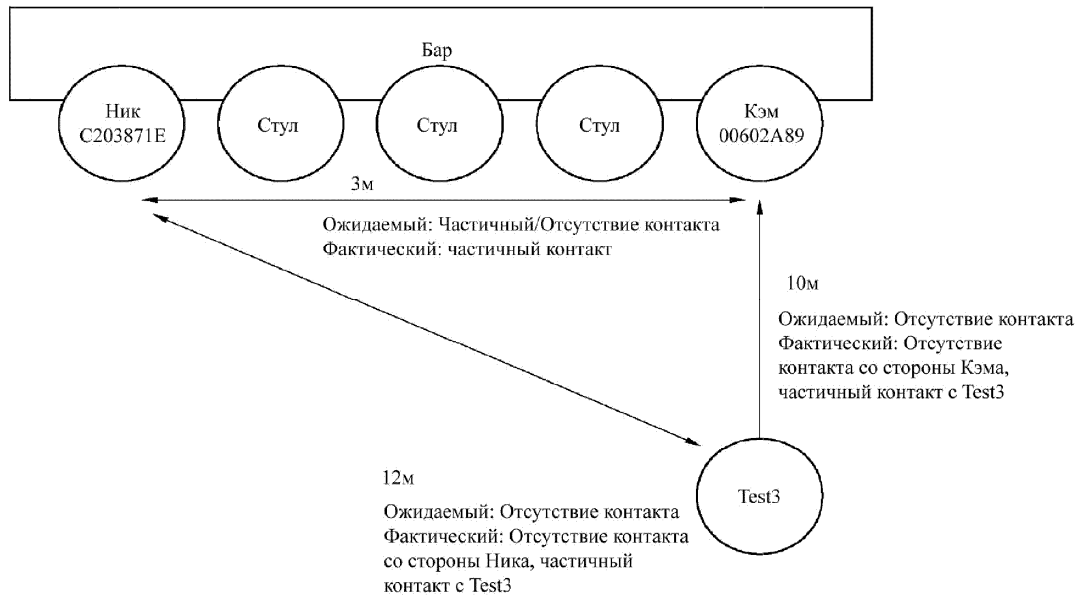 Бар
Ник
C203871E
Стул
Стул
Стул
Кэм
00602A89
3м
Ожидаемый: Частичный/Отсутствие контакта
Фактический: частичный контакт
10м
Ожидаемый: Отсутствие контакта
Фактический: Отсутствие
контакта со стороны Кэма,
частичный контакт с Test3
Test3
12м
Ожидаемый: Отсутствие контакта
Фактический: Отсутствие контакта
со стороны Ника, частичный
контакт с Test3